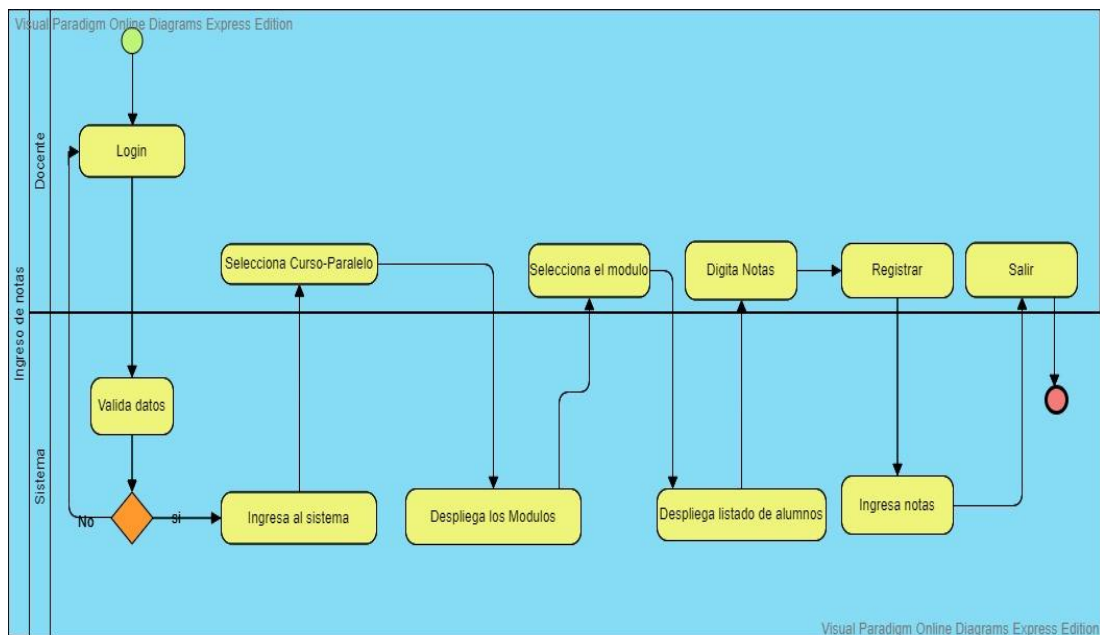 Visual Paradigm Online Diagrams Express Edition
Ingreso de notas
Docente
Login
Selecciona Curso-Paralelo
Selecciona el modulo
Digita Notas
Registrar
Salir
Sistema
Valida datos
No
si
Ingresa al sistema
Despliega los Modulos
Despliega listado de alumnos
Ingresa notas
Visual Paradigm Online Diagrams Express Edition